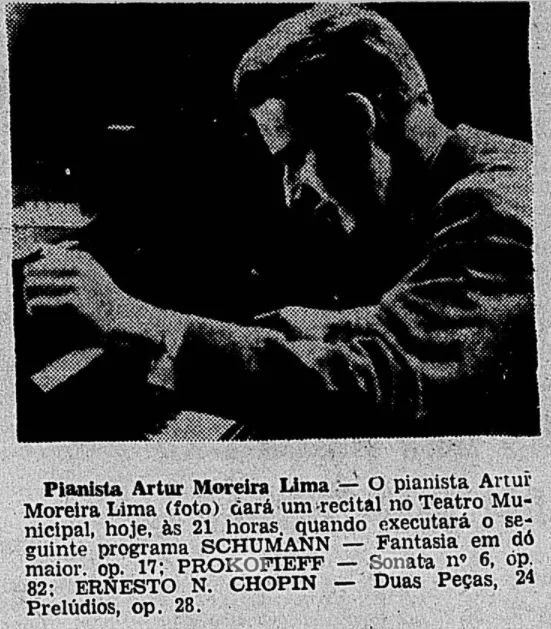 Pianista Artur Moreira Lima — O pianista Artur
Moreira Lima (foto) dará um recital no Teatro Mu-
nicipal, hoje, às 21 horas, quando executará o se-
guinte programa SCHUMANN — Fantasia em dó
maior, op. 17; PROKOFIEFF — Sonata nº 6, op.
82; ERNESTO N. CHOPIN — Duas Peças, 24
Prelúdios, op. 28.